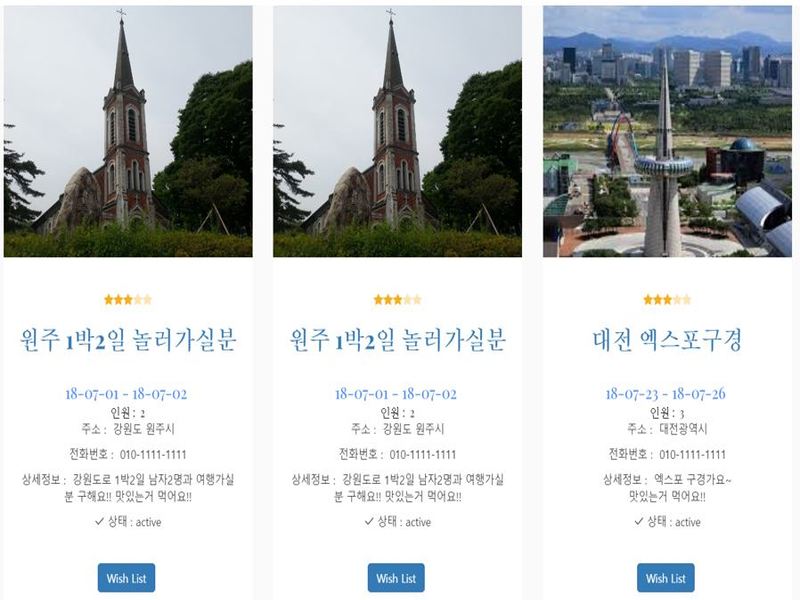 원주 1박2일 놀러가실분
18-07-01 - 18-07-02
인원 : 2
주소 : 강원도 원주시
전화번호 : 010-1111-1111
상세정보 : 강원도로 1박2일 남자2명과 여행가실
분 구해요!! 맛있는거 먹어요!!
✓ 상태 : active
Wish List
원주 1박2일 놀러가실분
18-07-01 - 18-07-02
인원 : 2
주소 : 강원도 원주시
전화번호 : 010-1111-1111
상세정보 : 강원도로 1박2일 남자2명과 여행가실
분 구해요!! 맛있는거 먹어요!!
✓ 상태 : active
Wish List
대전 엑스포구경
18-07-23 - 18-07-26
인원 : 3
주소 : 대전광역시
전화번호 : 010-1111-1111
상세정보 : 엑스포 구경가요~
맛있는거 먹어요!!
✓ 상태 : active
Wish List